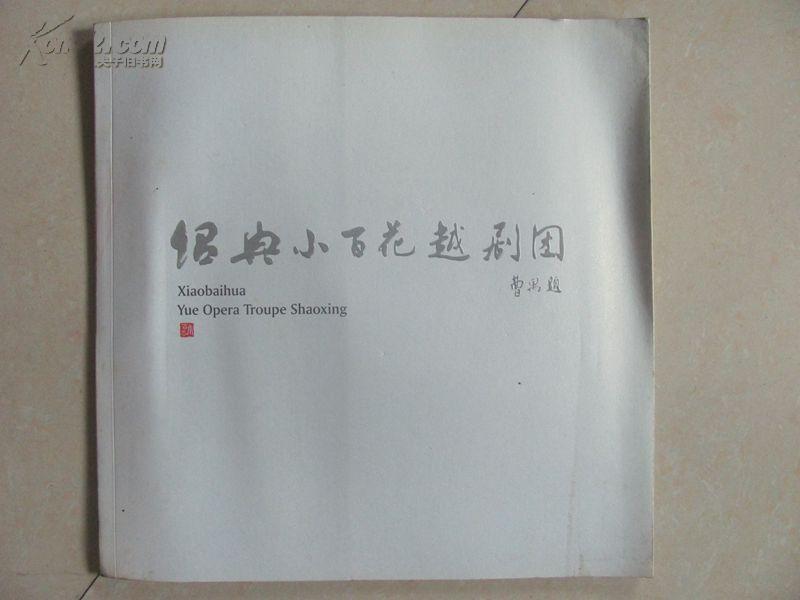 绍兴小百花越剧团
曹禺题
Xiaobaihua
Yue Opera Troupe Shaoxing